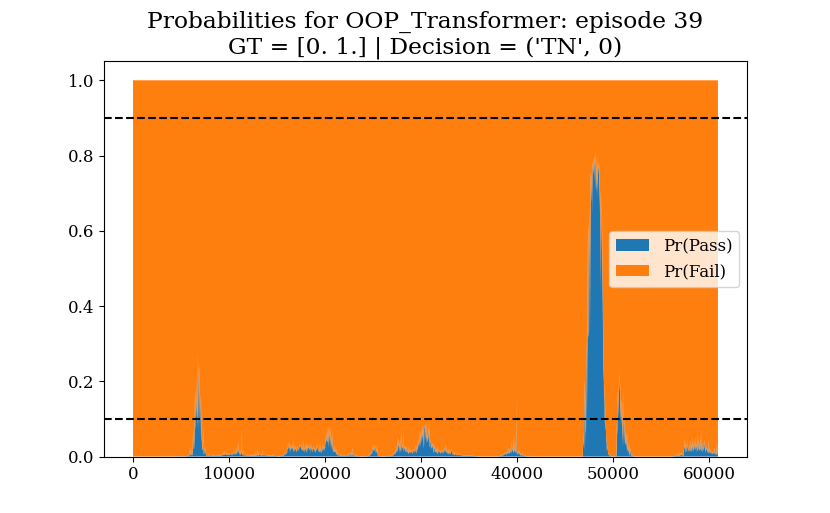 Probabilities for OOP_Transformer: episode 39
GT = [0. 1.] | Decision = ('TN', 0)
1.0
0.8
0.6
0.4
0.2
0.0
Pr(Pass)
Pr(Fail)
0 10000 20000 30000 40000 50000 60000